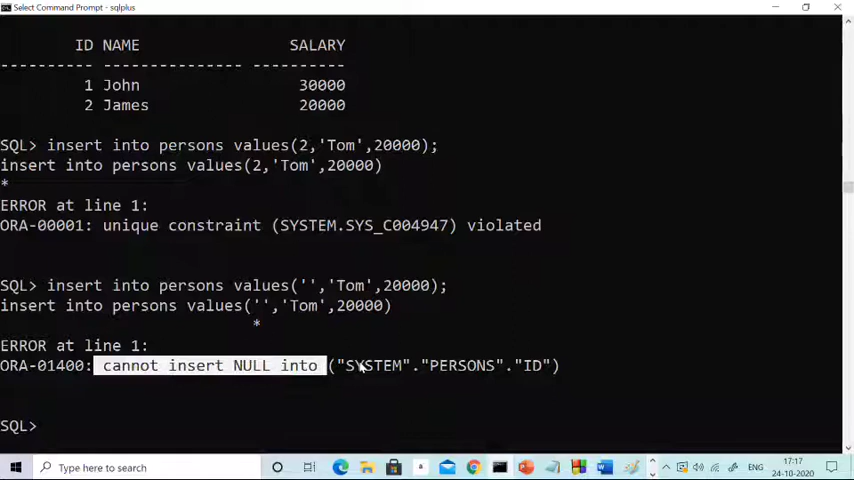 Select Command Prompt - sqlplus
ID NAME SALARY
---------- --------------- ----------
1 John 30000
2 James 20000
SQL> insert into persons values(2,'Tom',20000);
insert into persons values(2,'Tom',20000)
*
ERROR at line 1:
ORA-00001: unique constraint (SYSTEM.SYS_C004947) violated
SQL> insert into persons values('','Tom',20000);
insert into persons values('','Tom',20000)
*
ERROR at line 1:
ORA-01400: cannot insert NULL into ("SYSTEM"."PERSONS"."ID")
SQL>
Type here to search
ENG
17:17
24-10-2020